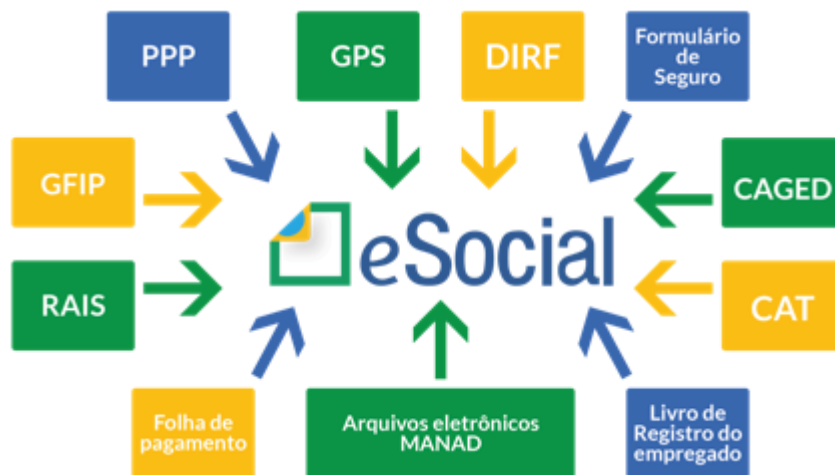 PPP
GPS
DIRF
Formulário
de
Seguro
GFIP
CAGED
eSocial
RAIS
CAT
Folha de
pagamento
Arquivos eletrônicos
MANAD
Livro de
Registro do
empregado